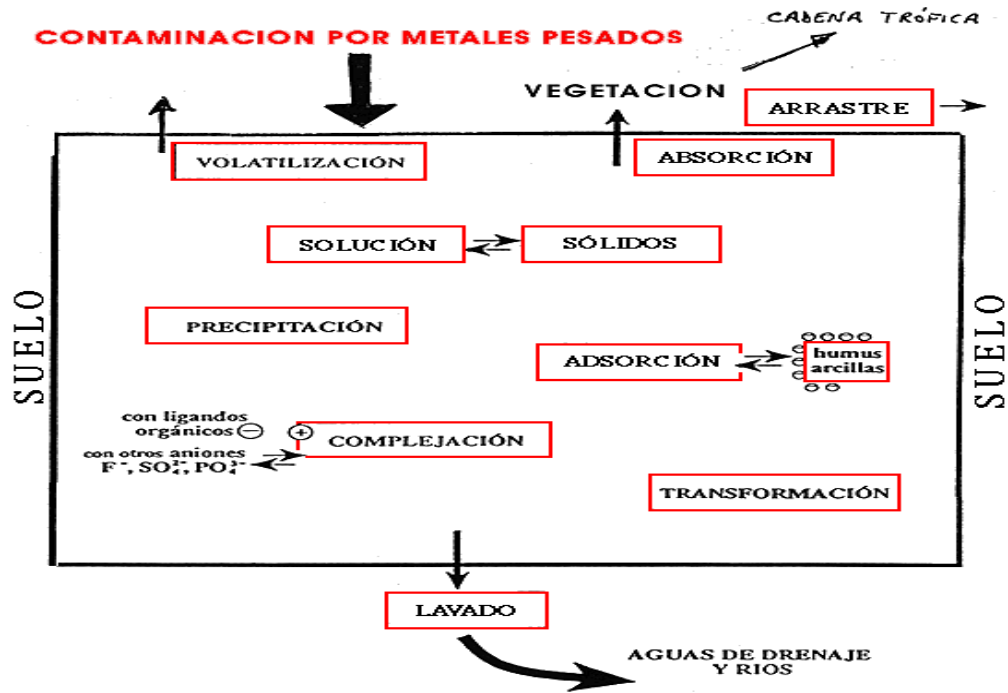 CADENA TRÓFICA
CONTAMINACION POR METALES PESADOS
VEGETACION
ARRASTRE
VOLATILIZACIÓN
ABSORCIÓN
SOLUCIÓN
SÓLIDOS
SUELO
SUELO
PRECIPITACIÓN
ADSORCIÓN
humus
arcillas
con ligandos
orgánicos ⊖
⊕
COMPLEJACIÓN
con otros aniones
F⁻, SO₄²⁻, PO₄³⁻
TRANSFORMACIÓN
LAVADO
AGUAS DE DRENAJE
Y RIOS